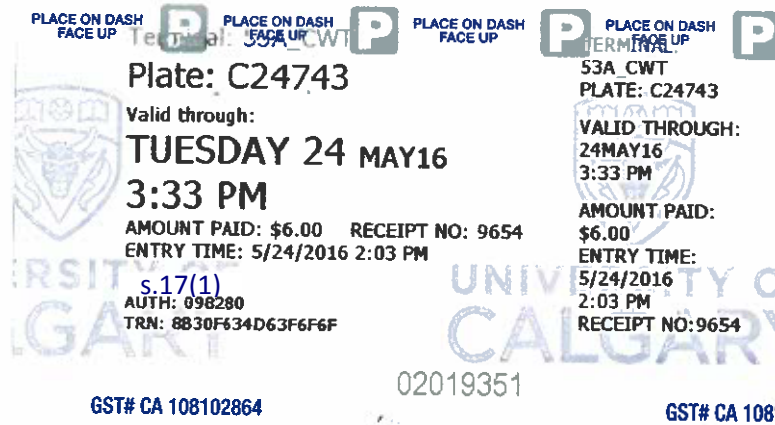 PLACE ON DASH
FACE UP
P
PLACE ON DASH
FACE UP
P
PLACE ON DASH
FACE UP
P
PLACE ON DASH
FACE UP
P
Terminal: 53A_CWT
Plate: C24743
Valid through:
TUESDAY 24 MAY16
3:33 PM
AMOUNT PAID: $6.00 RECEIPT NO: 9654
ENTRY TIME: 5/24/2016 2:03 PM
s.17(1)
AUTH: 098280
TRN: 8B30F634D63F6F6F
GST# CA 108102864
02019351
TERMINAL:
53A_CWT
PLATE: C24743
VALID THROUGH:
24MAY16
3:33 PM
AMOUNT PAID:
$6.00
ENTRY TIME:
5/24/2016
2:03 PM
RECEIPT NO:9654
GST# CA 108